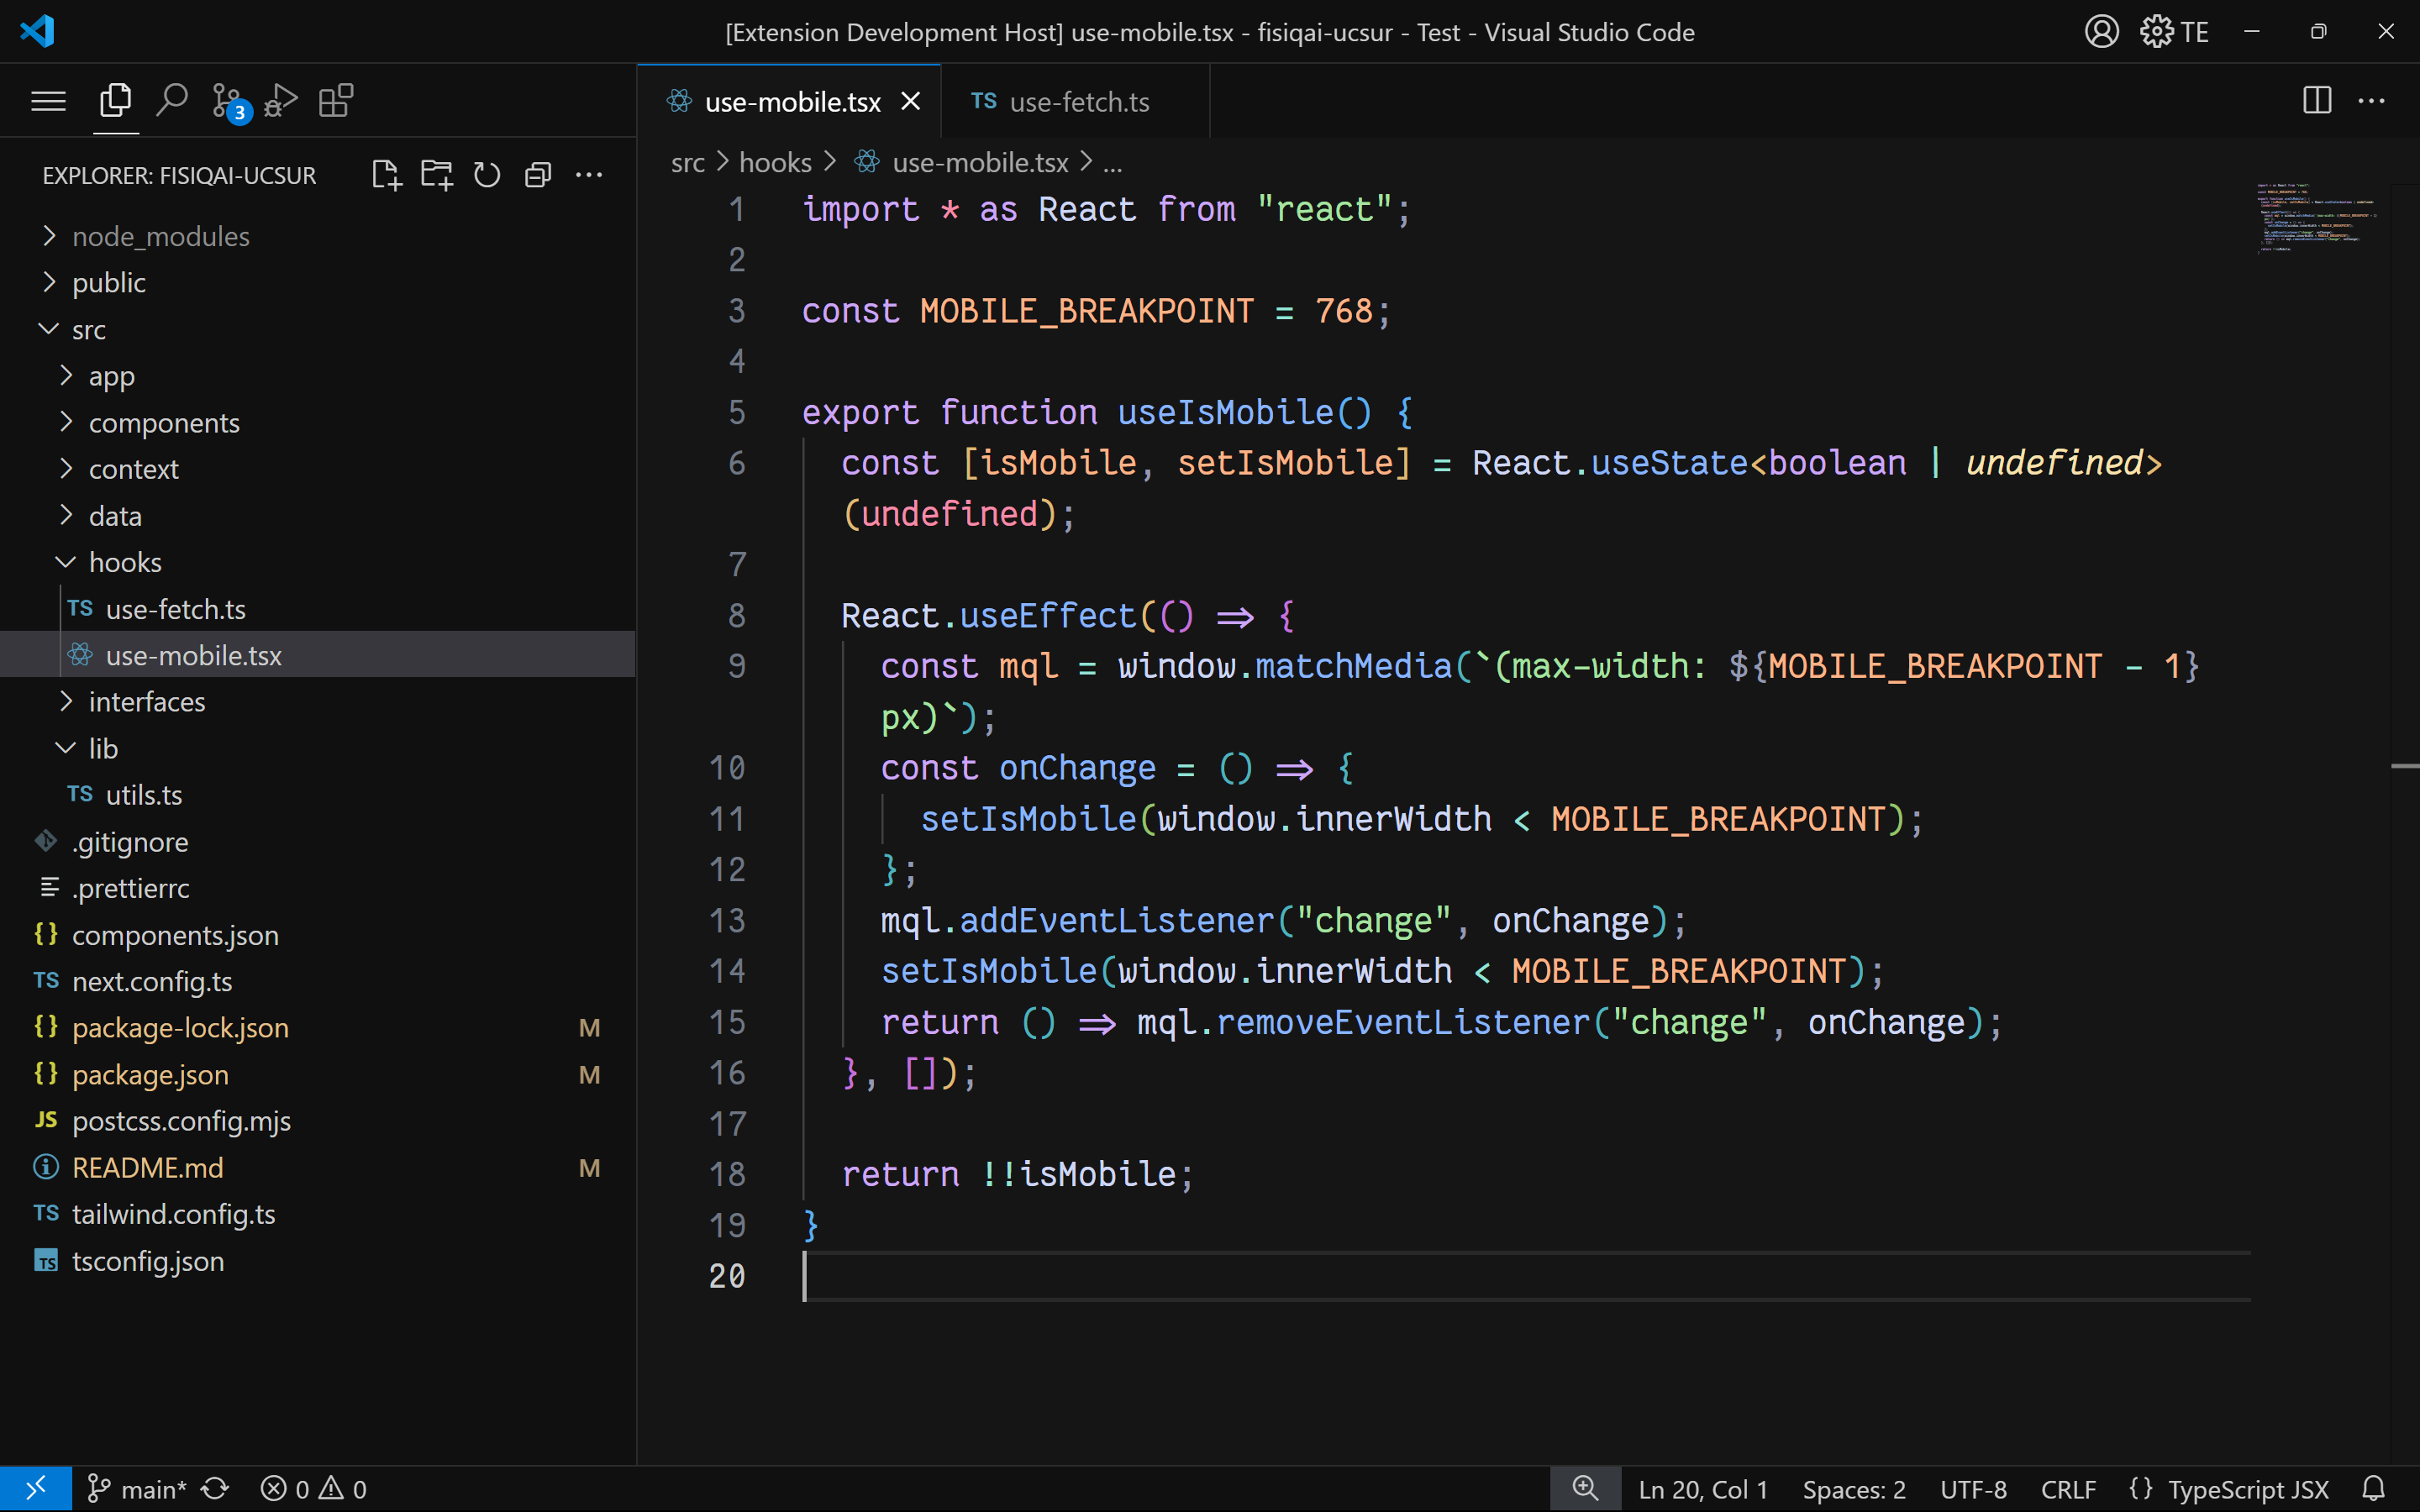 [Extension Development Host] use-mobile.tsx - fisiqai-ucsur - Test - Visual Studio Code
TE
3
use-mobile.tsx
TS use-fetch.ts
EXPLORER: FISIQAI-UCSUR
node_modules
public
src
app
components
context
data
hooks
TS use-fetch.ts
use-mobile.tsx
interfaces
lib
TS utils.ts
.gitignore
.prettierrc
{} components.json
TS next.config.ts
{} package-lock.json M
{} package.json M
JS postcss.config.mjs
README.md M
TS tailwind.config.ts
TS tsconfig.json
src > hooks > use-mobile.tsx > ...
1 import * as React from "react";
2
3 const MOBILE_BREAKPOINT = 768;
4
5 export function useIsMobile() {
6 const [isMobile, setIsMobile] = React.useState<boolean | undefined>
(undefined);
7
8 React.useEffect(() => {
9 const mql = window.matchMedia(`(max-width: ${MOBILE_BREAKPOINT - 1}
px)`);
10 const onChange = () => {
11 setIsMobile(window.innerWidth < MOBILE_BREAKPOINT);
12 };
13 mql.addEventListener("change", onChange);
14 setIsMobile(window.innerWidth < MOBILE_BREAKPOINT);
15 return () => mql.removeEventListener("change", onChange);
16 }, []);
17
18 return !!isMobile;
19 }
20
main* 0 0
Ln 20, Col 1 Spaces: 2 UTF-8 CRLF {} TypeScript JSX